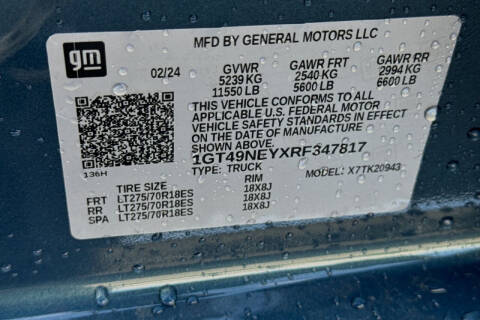 gm
MFD BY GENERAL MOTORS LLC
02/24 GVWR GAWR FRT GAWR RR
5239 KG 2540 KG 2994 KG
11550 LB 5600 LB 6600 LB
THIS VEHICLE CONFORMS TO ALL
APPLICABLE U.S. FEDERAL MOTOR
VEHICLE SAFETY STANDARDS IN EFFECT
ON THE DATE OF MANUFACTURE
SHOWN ABOVE.
1GT49NEYXRF347817
136H TYPE: TRUCK MODEL: X7TK20943
TIRE SIZE RIM
FRT LT275/70R18ES 18X8J
RR LT275/70R18ES 18X8J
SPA LT275/70R18ES 18X8J